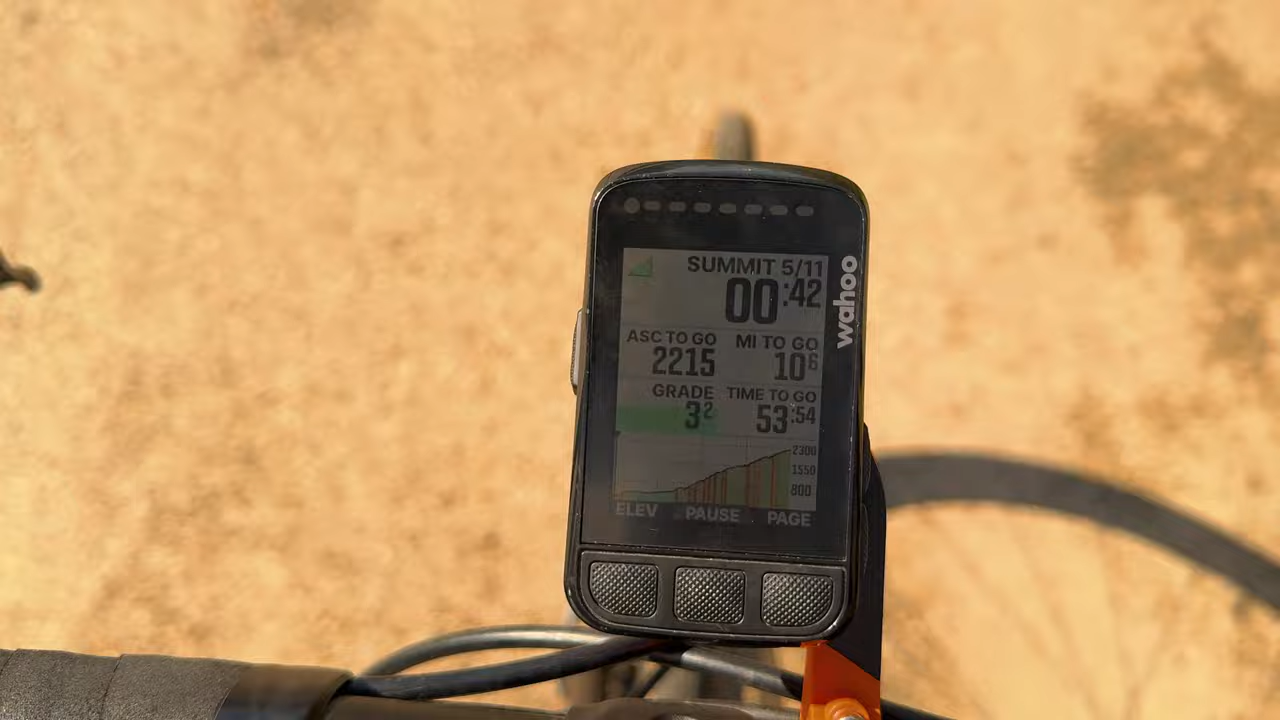 SUMMIT 5/11
00:42
ASC TO GO MI TO GO
2215 10 6
GRADE TIME TO GO
3 2 53:54
2300
1550
800
ELEV PAUSE PAGE
wahoo